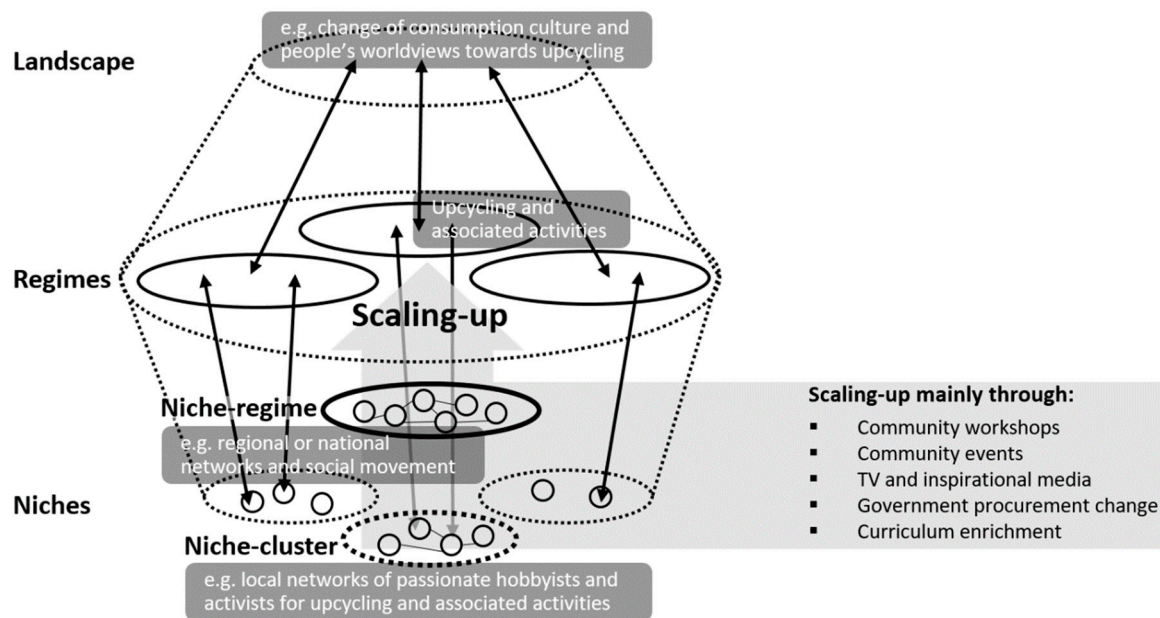 e.g. change of consumption culture and
people's worldviews towards upcycling
Landscape
Upcycling and
associated activities
Regimes
Scaling-up
Niche-regime
e.g. regional or national
networks and social movement
Niches
Niche-cluster
e.g. local networks of passionate hobbyists and
activists for upcycling and associated activities
Scaling-up mainly through:
▪ Community workshops
▪ Community events
▪ TV and inspirational media
▪ Government procurement change
▪ Curriculum enrichment